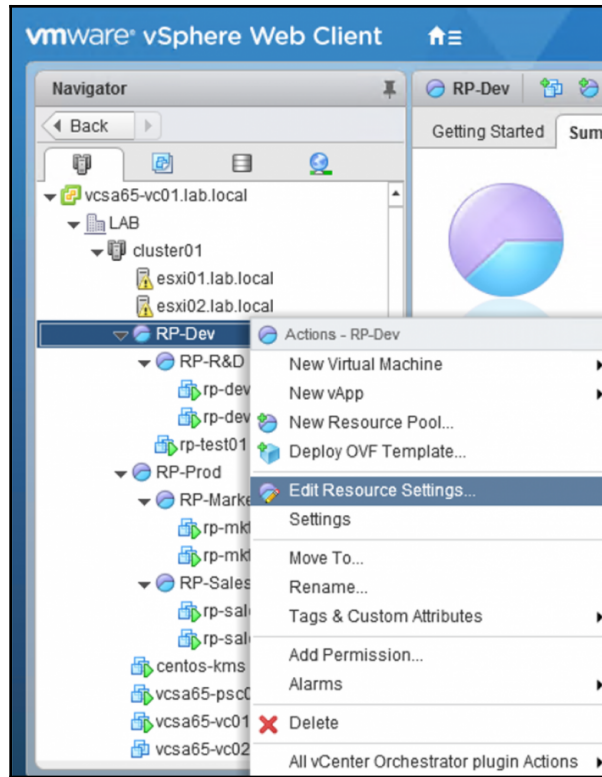 vmware® vSphere Web Client
Navigator
RP-Dev
Back
Getting Started
Sum
vcsa65-vc01.lab.local
LAB
cluster01
esxi01.lab.local
esxi02.lab.local
RP-Dev
Actions - RP-Dev
RP-R&D
New Virtual Machine
rp-dev
New vApp
rp-dev
New Resource Pool...
rp-test01
Deploy OVF Template...
RP-Prod
RP-Marke
Edit Resource Settings...
rp-mkt
Settings
rp-mkt
Move To...
RP-Sales
Rename...
rp-sal
Tags & Custom Attributes
rp-sal
Add Permission...
centos-kms
Alarms
vcsa65-psc0
vcsa65-vc01
Delete
vcsa65-vc02
All vCenter Orchestrator plugin Actions